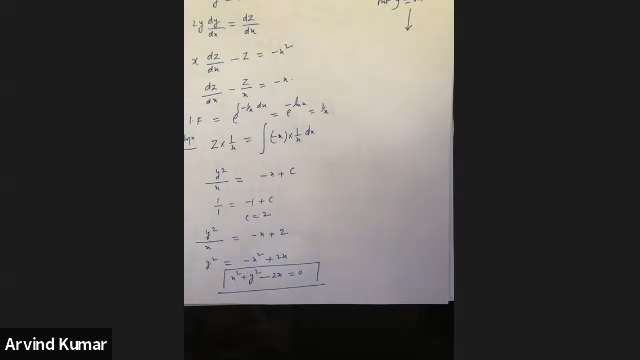 2y dy/dx = dz/dx
x dz/dx - z = -x²
dz/dx - z/x = -x.
I.F = e^∫-1/x dx = e^-ln x = 1/x
z × 1/x = ∫(-x) × 1/x dx
y²/x = -x + c
1/1 = -1 + c
c = 2
y²/x = -x + 2
y² = -x² + 2x
x² + y² - 2x = 0
Arvind Kumar